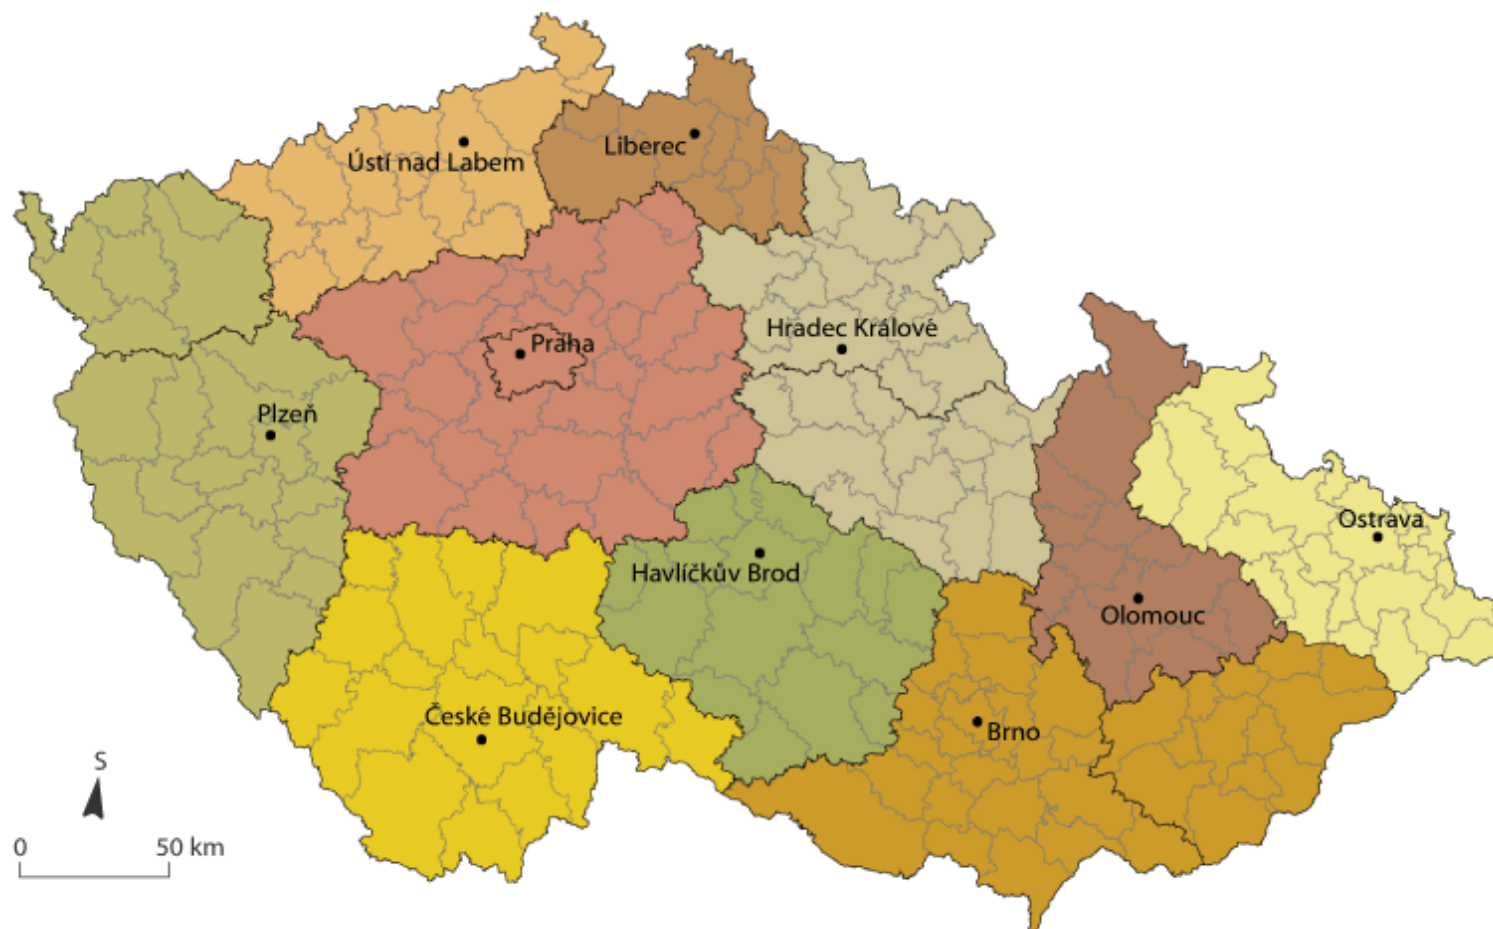 Ústí nad Labem
Liberec
Praha
Hradec Králové
Plzeň
Ostrava
Havlíčkův Brod
Olomouc
České Budějovice
Brno
S
0 50 km